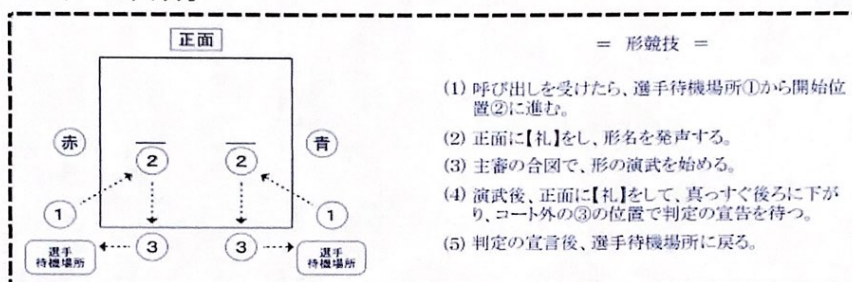 正面
赤
青
②
②
①
①
③
③
選手
待機場所
選手
待機場所
= 形競技 =
(1) 呼び出しを受けたら、選手待機場所①から開始位
置②に進む。
(2) 正面に【礼】をし、形名を発声する。
(3) 主審の合図で、形の演武を始める。
(4) 演武後、正面に【礼】をして、真っすぐ後ろに下が
り、コート外の③の位置で判定の宣告を待つ。
(5) 判定の宣言後、選手待機場所に戻る。